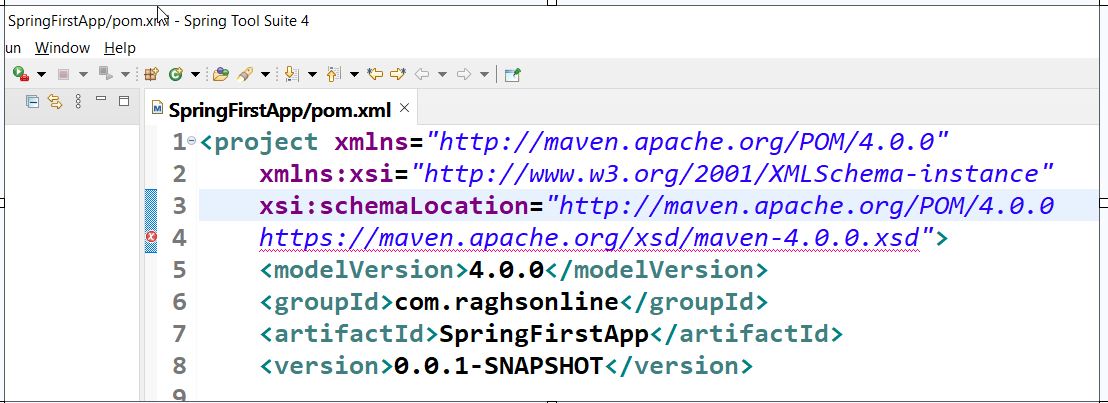 SpringFirstApp/pom.xml - Spring Tool Suite 4
un Window Help
SpringFirstApp/pom.xml
1 <project xmlns="http://maven.apache.org/POM/4.0.0"
2 xmlns:xsi="http://www.w3.org/2001/XMLSchema-instance"
3 xsi:schemaLocation="http://maven.apache.org/POM/4.0.0
4 https://maven.apache.org/xsd/maven-4.0.0.xsd">
5 <modelVersion>4.0.0</modelVersion>
6 <groupId>com.raghsonline</groupId>
7 <artifactId>SpringFirstApp</artifactId>
8 <version>0.0.1-SNAPSHOT</version>
9